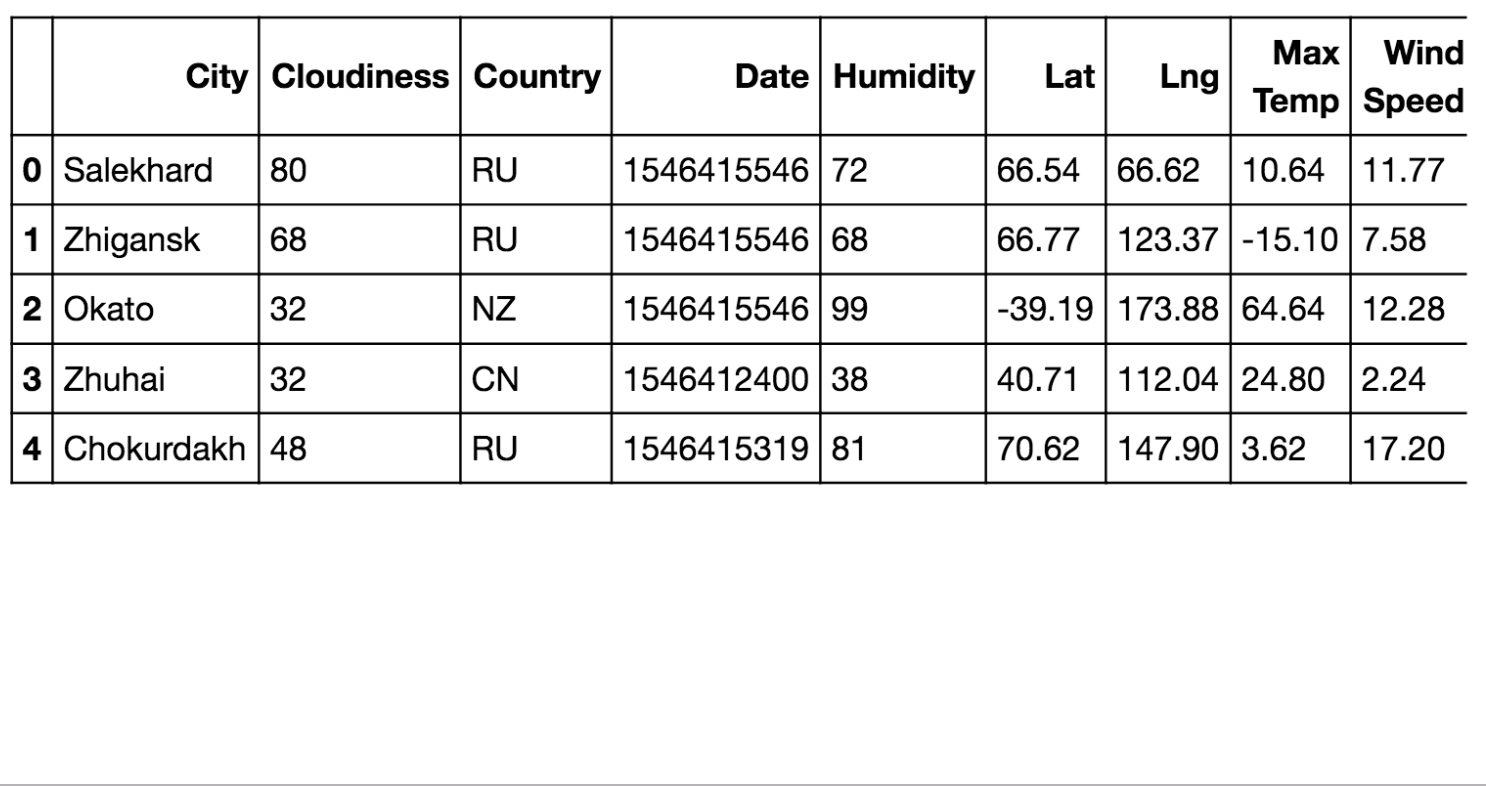 City Cloudiness Country Date Humidity Lat Lng Max Temp Wind Speed
0 Salekhard 80 RU 1546415546 72 66.54 66.62 10.64 11.77
1 Zhigansk 68 RU 1546415546 68 66.77 123.37 -15.10 7.58
2 Okato 32 NZ 1546415546 99 -39.19 173.88 64.64 12.28
3 Zhuhai 32 CN 1546412400 38 40.71 112.04 24.80 2.24
4 Chokurdakh 48 RU 1546415319 81 70.62 147.90 3.62 17.20